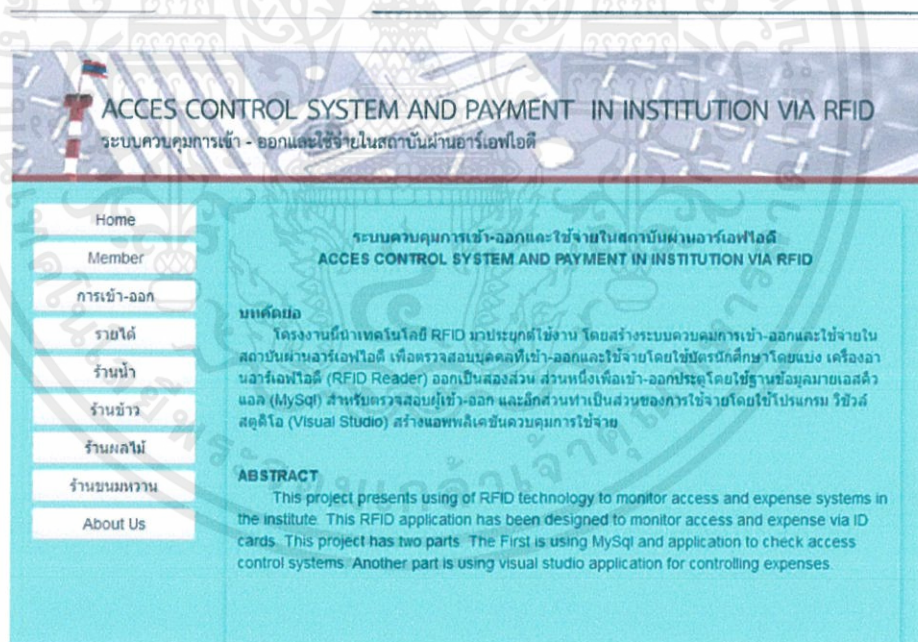 ACCES CONTROL SYSTEM AND PAYMENT IN INSTITUTION VIA RFID
ระบบควบคุมการเข้า - ออกและใช้จ่ายในสถาบันผ่านอาร์เอฟไอดี
Home
Member
การเข้า-ออก
รายได้
ร้านน้ำ
ร้านข้าว
ร้านผลไม้
ร้านขนมหวาน
About Us
ระบบควบคุมการเข้า-ออกและใช้จ่ายในสถาบันผ่านอาร์เอฟไอดี
ACCES CONTROL SYSTEM AND PAYMENT IN INSTITUTION VIA RFID
บทคัดย่อ
โครงงานนี้นำเทคโนโลยี RFID มาประยุกต์ใช้งาน โดยสร้างระบบควบคุมการเข้า-ออกและใช้จ่ายใน
สถาบันผ่านอาร์เอฟไอดี เพื่อตรวจสอบบุคคลที่เข้า-ออกและใช้จ่ายโดยใช้บัตรนักศึกษาโดยแบ่ง เครื่องอา
นอาร์เอฟไอดี (RFID Reader) ออกเป็นสองส่วน ส่วนหนึ่งเพื่อเข้า-ออกประตูโดยใช้ฐานข้อมูลมายเอสคิว
แอล (MySql) สำหรับตรวจสอบผู้เข้า-ออก และอีกส่วนทำเป็นส่วนของการใช้จ่ายโดยใช้โปรแกรม วิชัวล์
สตูดิโอ (Visual Studio) สร้างแอพพลิเคชันควบคุมการใช้จ่าย
ABSTRACT
This project presents using of RFID technology to monitor access and expense systems in
the institute. This RFID application has been designed to monitor access and expense via ID
cards. This project has two parts. The First is using MySql and application to check access
control systems. Another part is using visual studio application for controlling expenses.